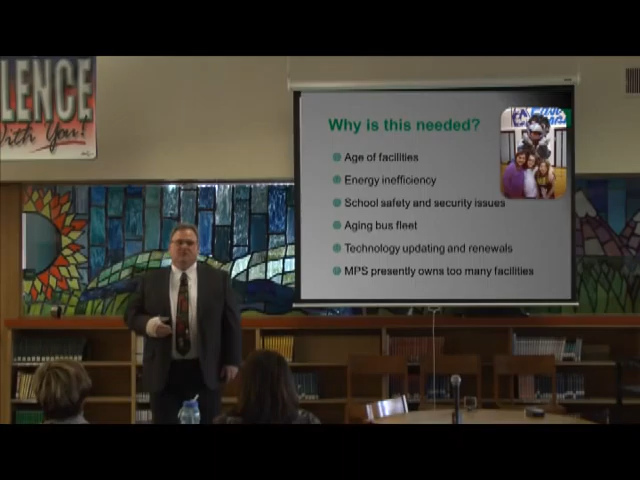 LENCE
With You!
Why is this needed?
Age of facilities
Energy inefficiency
School safety and security issues
Aging bus fleet
Technology updating and renewals
MPS presently owns too many facilities